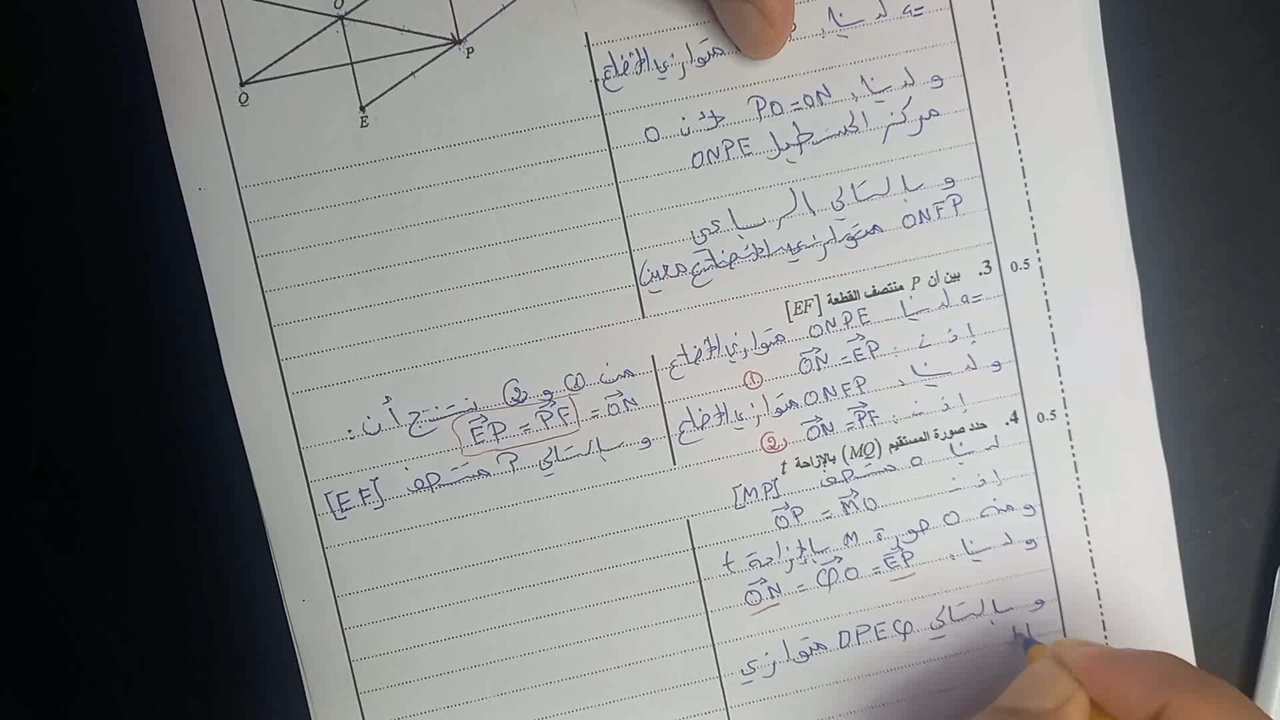 O
P
Q
E
a= لدينا متوازي الأضلاع
ولدينا PO=ON لأن O
مركز المستطيل ONPE
وبالتالي الرباعي
ONFP متوازي الأضلاع (معين)
3. بين أن P منتصف القطعة [EF] 0.5
a= لدينا ONPE متوازي الأضلاع
إذن: ON = EP ①
ولدينا ONFP متوازي الأضلاع
إذن: ON = PF ②
من ① و ② نستنتج أن:
EP = PF = ON
وبالتالي P منتصف [EF]
4. حدد صورة المستقيم (MQ) بالإزاحة t 0.5
لدينا O منتصف [MP]
إذن OP = MO
ومنه O صورة M بالإزاحة t
ولدينا ON = QO = EP
وبالتالي OPEQ متوازي